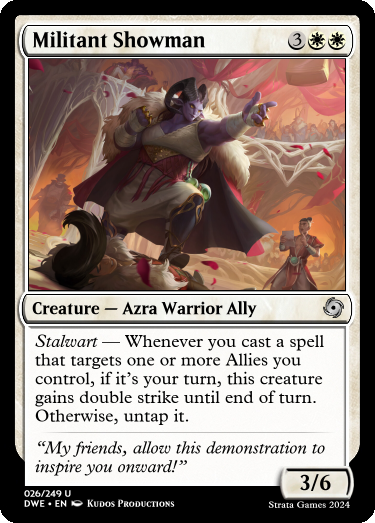 Militant Showman 3
Creature — Azra Warrior Ally
Stalwart — Whenever you cast a spell
that targets one or more Allies you
control, if it’s your turn, this creature
gains double strike until end of turn.
Otherwise, untap it.
“My friends, allow this demonstration to
inspire you onward!”
3/6
026/249 U
DWE • EN Kudos Productions
Strata Games 2024